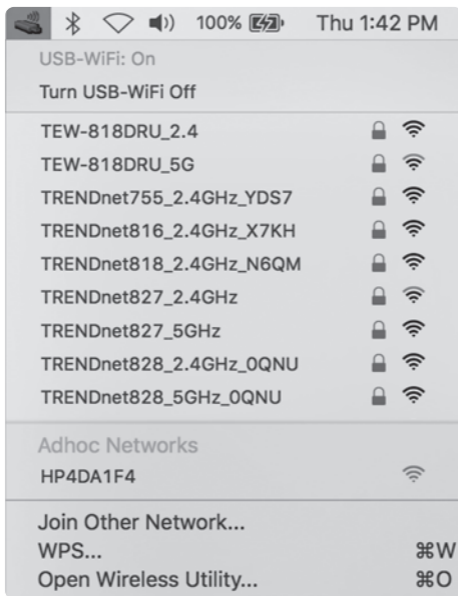 100% Thu 1:42 PM
USB-WiFi: On
Turn USB-WiFi Off
TEW-818DRU_2.4
TEW-818DRU_5G
TRENDnet755_2.4GHz_YDS7
TRENDnet816_2.4GHz_X7KH
TRENDnet818_2.4GHz_N6QM
TRENDnet827_2.4GHz
TRENDnet827_5GHz
TRENDnet828_2.4GHz_0QNU
TRENDnet828_5GHz_0QNU
Adhoc Networks
HP4DA1F4
Join Other Network...
WPS... ⌘W
Open Wireless Utility... ⌘O